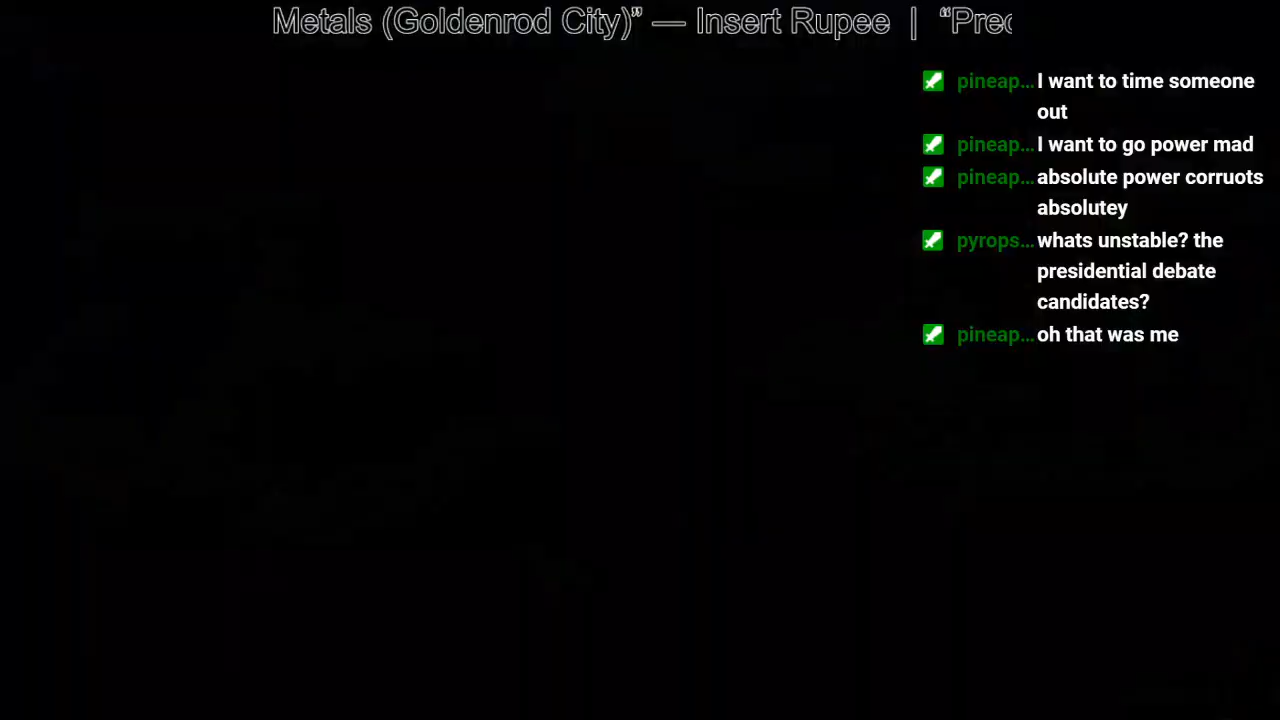 Metals (Goldenrod City)” — Insert Rupee | “Prec
pineap... I want to time someone
out
pineap... I want to go power mad
pineap... absolute power corruots
absolutey
pyrops... whats unstable? the
presidential debate
candidates?
pineap... oh that was me